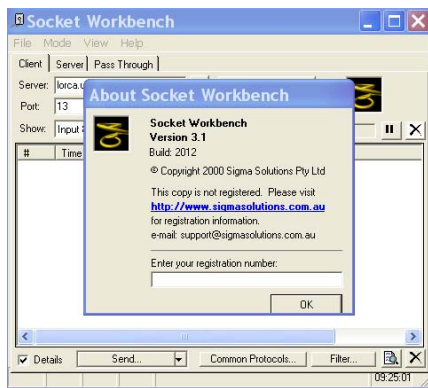 Socket Workbench
File Mode View Help
Client Server Pass Through
Server: lorca.u
Port: 13
Show: Input
# Time
About Socket Workbench
Socket Workbench
Version 3.1
Build: 2012
© Copyright 2000 Sigma Solutions Pty Ltd
This copy is not registered. Please visit
http://www.sigmasolutions.com.au
for registration information.
e-mail: support@sigmasolutions.com.au
Enter your registration number:
OK
Details Send... Common Protocols... Filter...
09:25:01